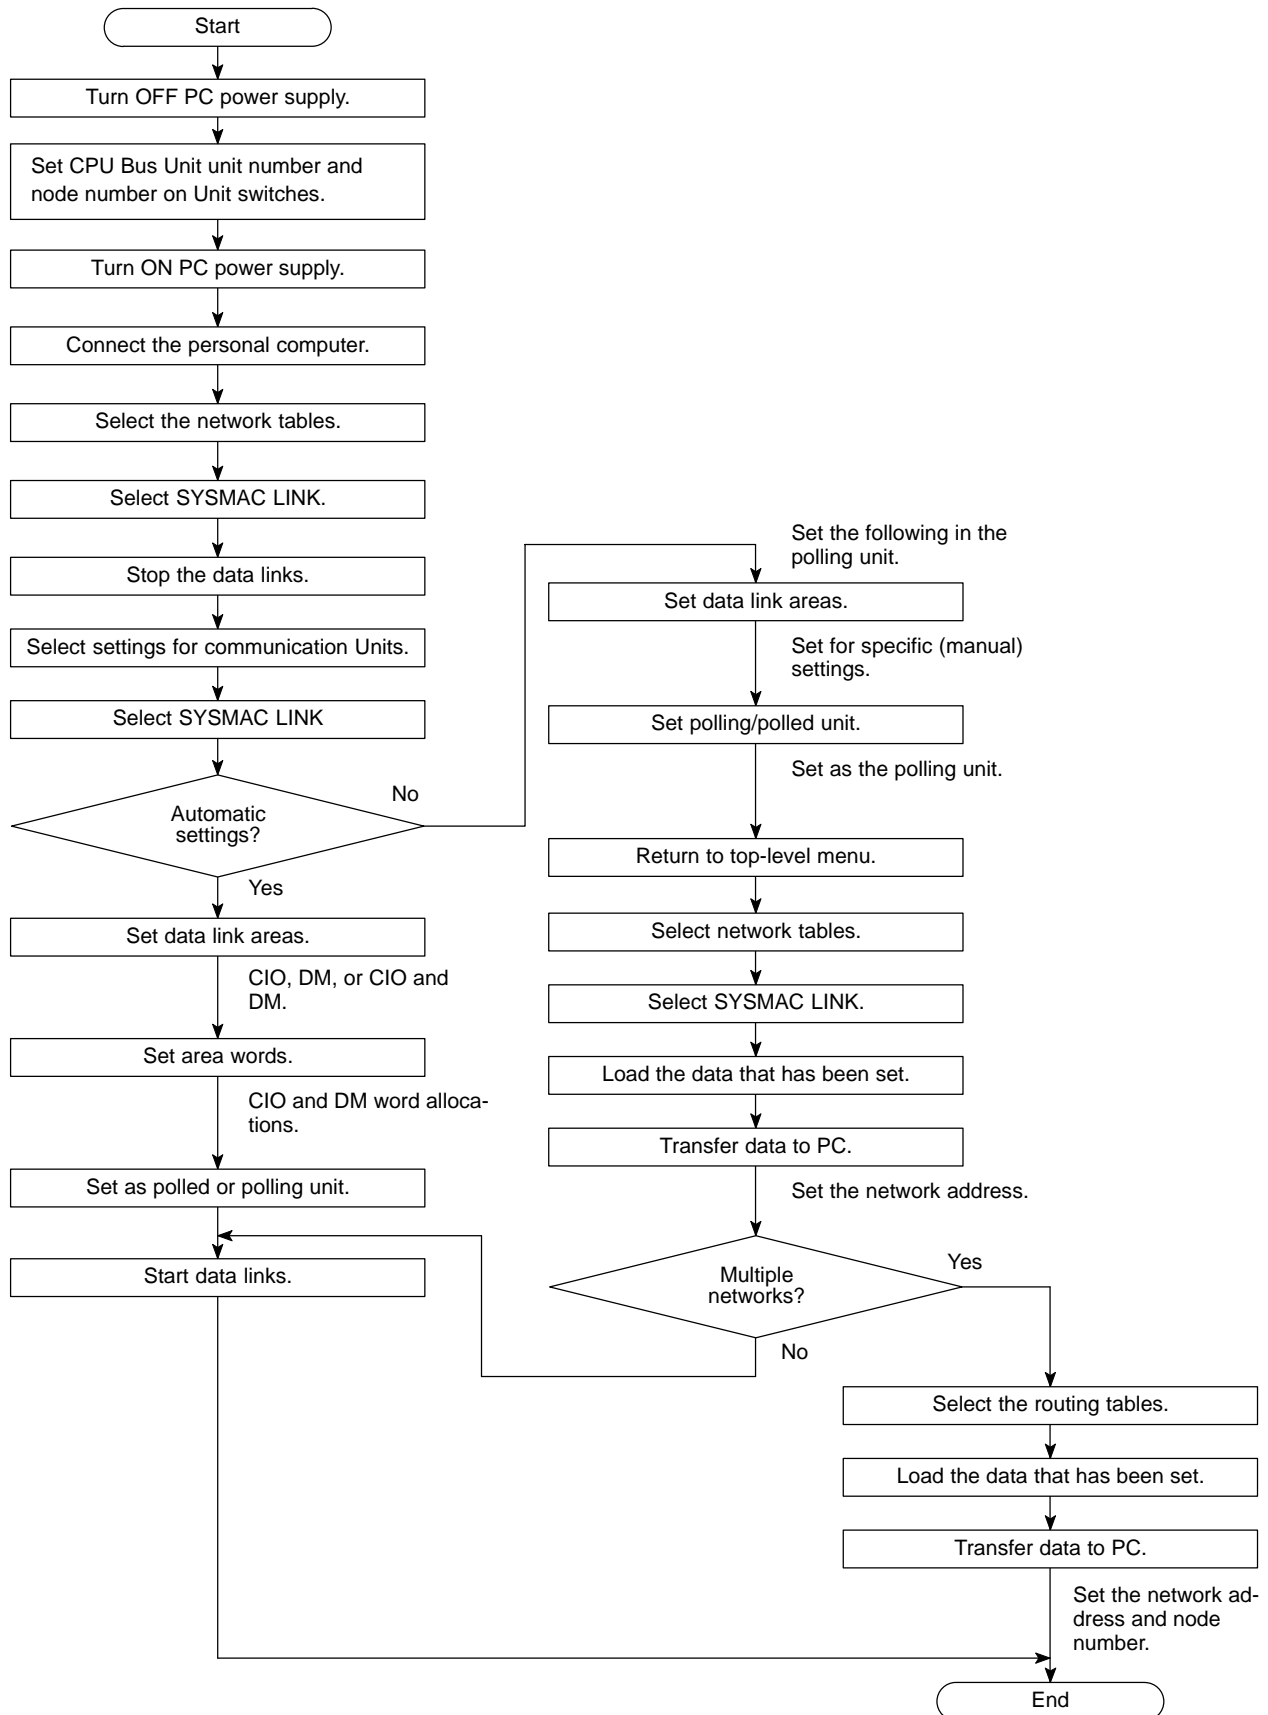 Start
Turn OFF PC power supply.
Set CPU Bus Unit unit number and
node number on Unit switches.
Turn ON PC power supply.
Connect the personal computer.
Select the network tables.
Select SYSMAC LINK.
Stop the data links.
Select settings for communication Units.
Select SYSMAC LINK
Automatic
settings?
No
Yes
Set data link areas.
CIO, DM, or CIO and
DM.
Set area words.
CIO and DM word alloca-
tions.
Set as polled or polling unit.
Start data links.
Set the following in the
polling unit.
Set data link areas.
Set for specific (manual)
settings.
Set polling/polled unit.
Set as the polling unit.
Return to top-level menu.
Select network tables.
Select SYSMAC LINK.
Load the data that has been set.
Transfer data to PC.
Set the network address.
Multiple
networks?
Yes
No
Select the routing tables.
Load the data that has been set.
Transfer data to PC.
Set the network ad-
dress and node
number.
End